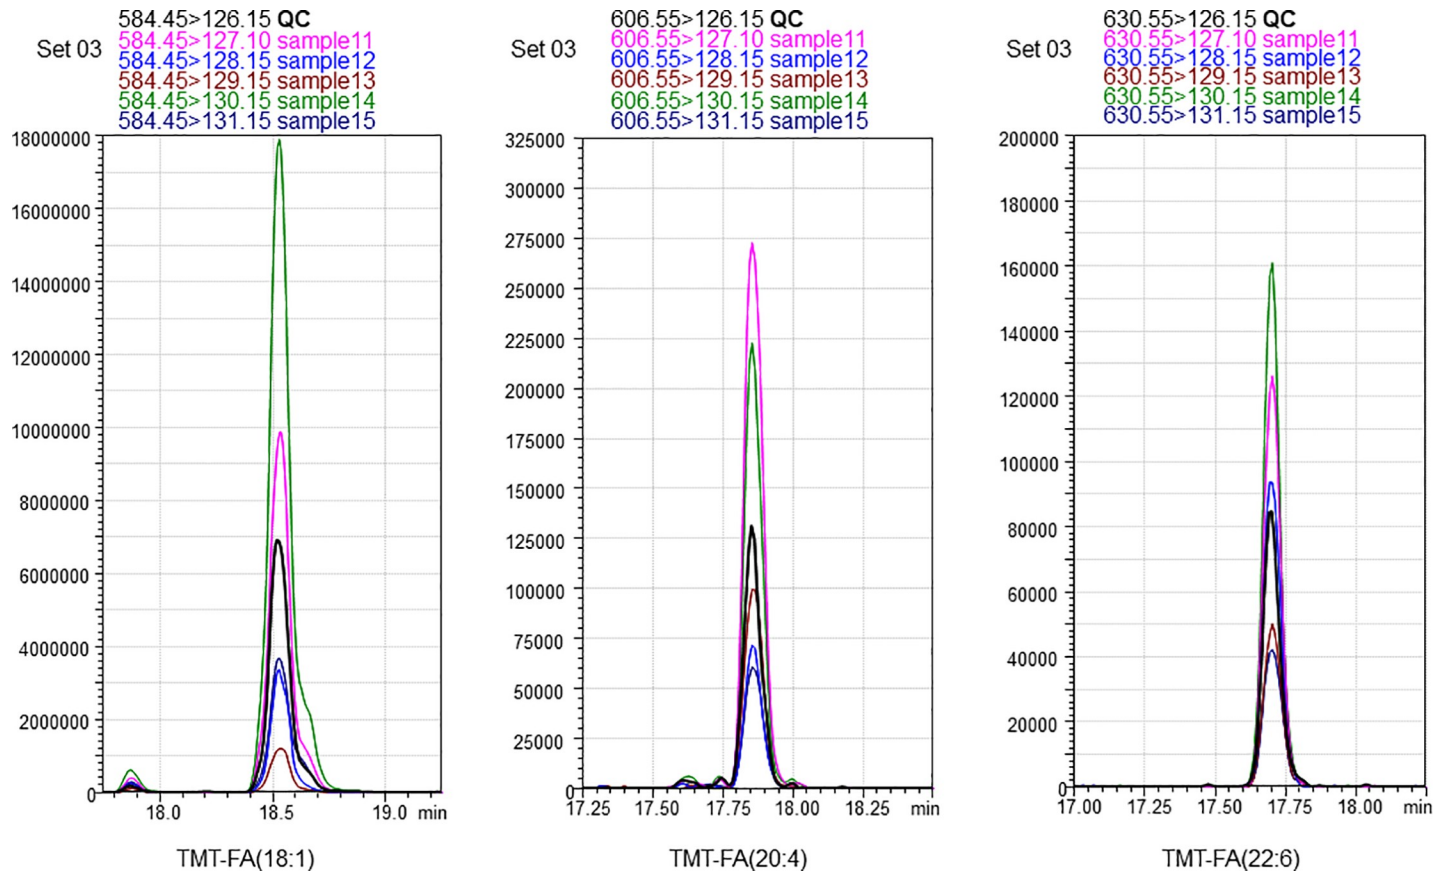 Set 03
584.45>126.15 QC
584.45>127.10 sample11
584.45>128.15 sample12
584.45>129.15 sample13
584.45>130.15 sample14
584.45>131.15 sample15
18000000
16000000
14000000
12000000
10000000
8000000
6000000
4000000
2000000
0
18.0 18.5 19.0 min
TMT-FA(18:1)
Set 03
606.55>126.15 QC
606.55>127.10 sample11
606.55>128.15 sample12
606.55>129.15 sample13
606.55>130.15 sample14
606.55>131.15 sample15
325000
300000
275000
250000
225000
200000
175000
150000
125000
100000
75000
50000
25000
0
17.25 17.50 17.75 18.00 18.25 min
TMT-FA(20:4)
Set 03
630.55>126.15 QC
630.55>127.10 sample11
630.55>128.15 sample12
630.55>129.15 sample13
630.55>130.15 sample14
630.55>131.15 sample15
200000
180000
160000
140000
120000
100000
80000
60000
40000
20000
0
17.00 17.25 17.50 17.75 18.00 min
TMT-FA(22:6)